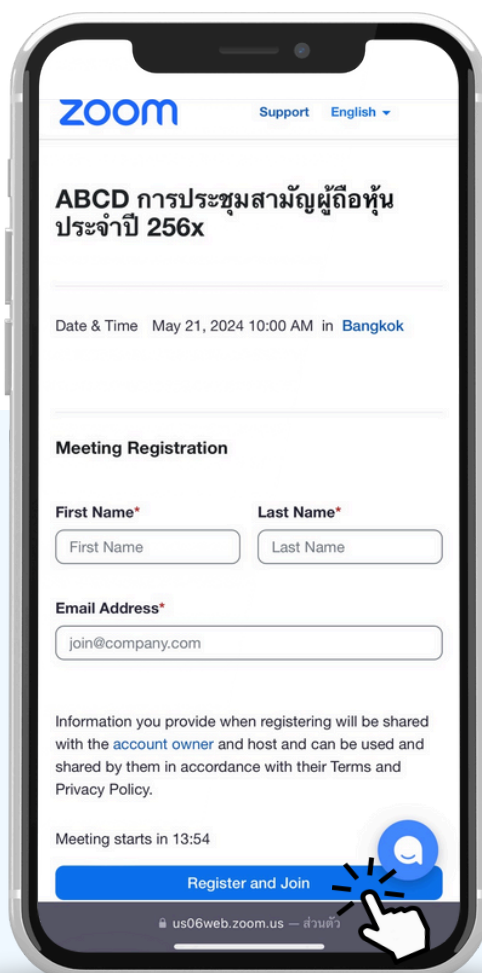 zoom
Support English
ABCD การประชุมสามัญผู้ถือหุ้น
ประจำปี 256x
Date & Time May 21, 2024 10:00 AM in Bangkok
Meeting Registration
First Name* Last Name*
First Name Last Name
Email Address*
join@company.com
Information you provide when registering will be shared
with the account owner and host and can be used and
shared by them in accordance with their Terms and
Privacy Policy.
Meeting starts in 13:54
Register and Join
us06web.zoom.us — ส่วนตัว